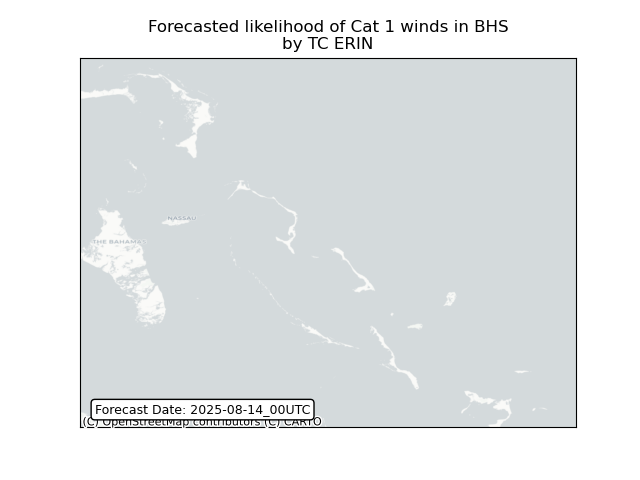 Forecasted likelihood of Cat 1 winds in BHS
by TC ERIN
NASSAU
THE BAHAMAS
Forecast Date: 2025-08-14_00UTC
(C) OpenStreetMap contributors (C) CARTO